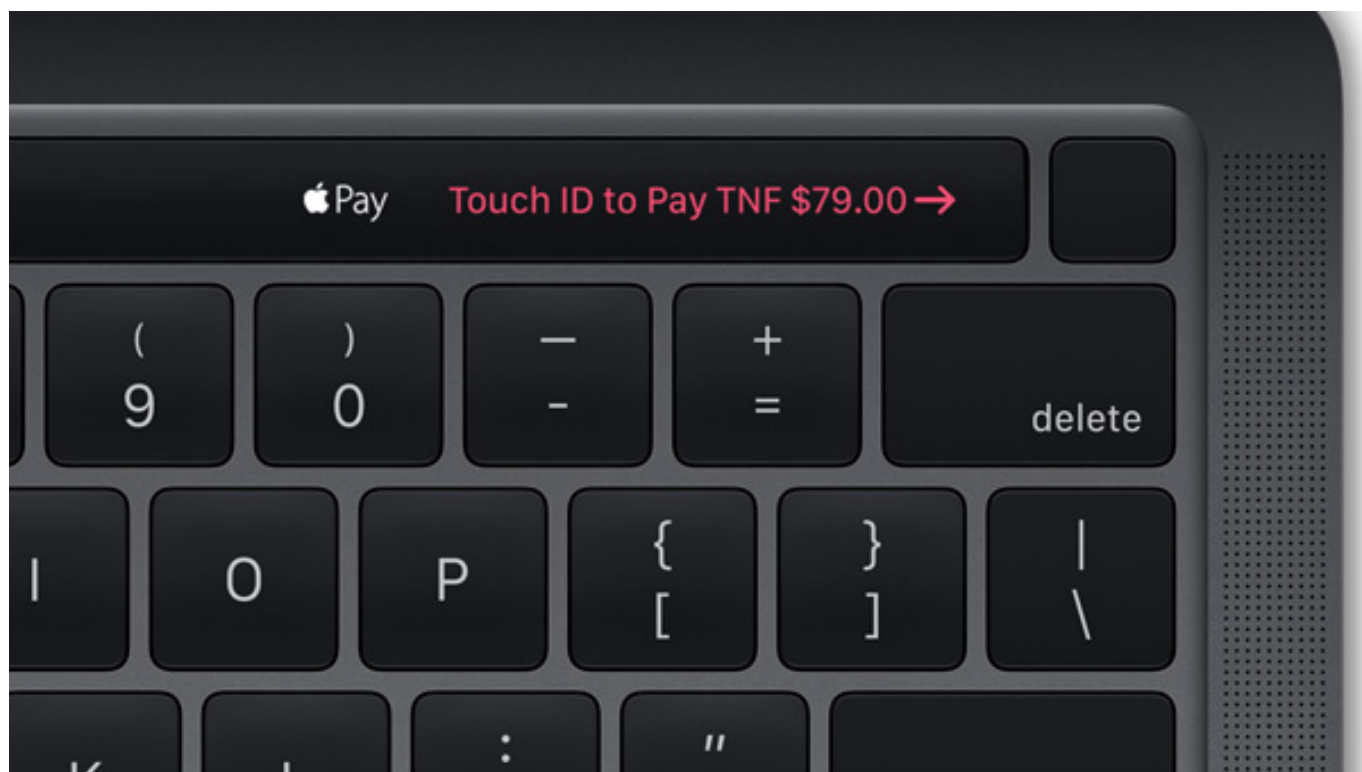 Pay Touch ID to Pay TNF $79.00→
( ) — +
9 0 - = delete
{ } |
I O P [ ] \
: "
K